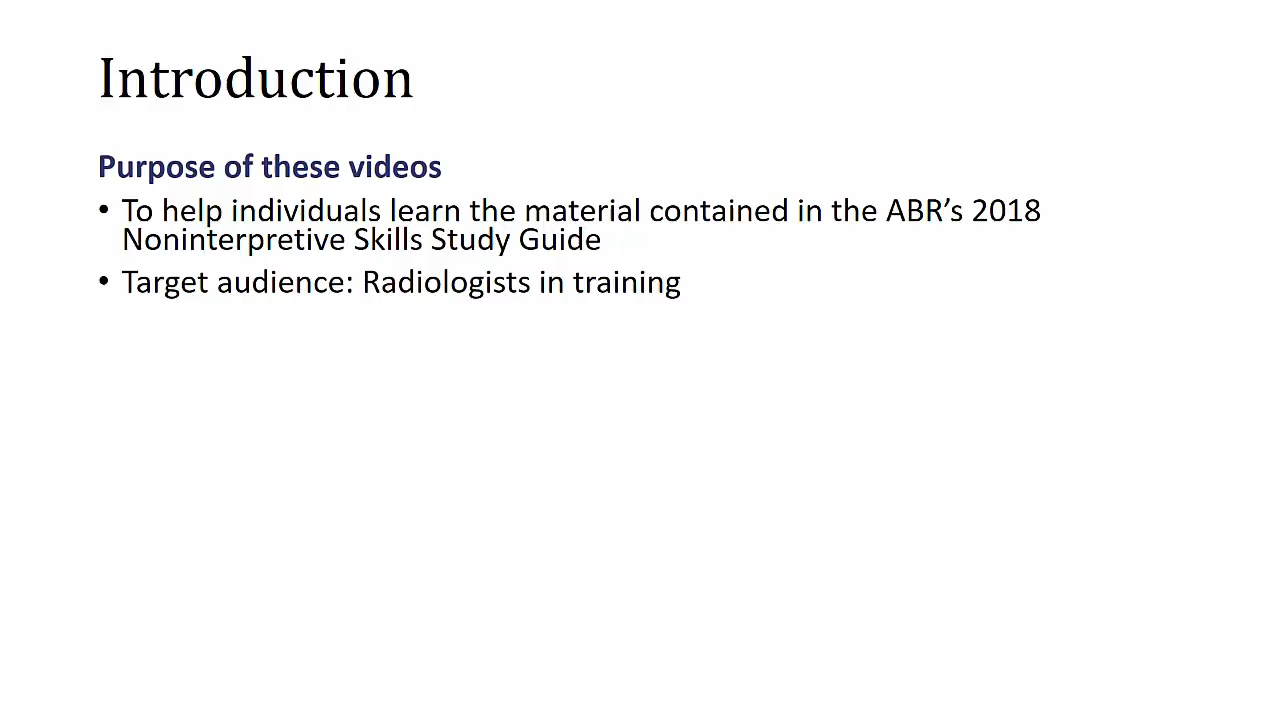 Introduction
Purpose of these videos
• To help individuals learn the material contained in the ABR’s 2018
Noninterpretive Skills Study Guide
• Target audience: Radiologists in training